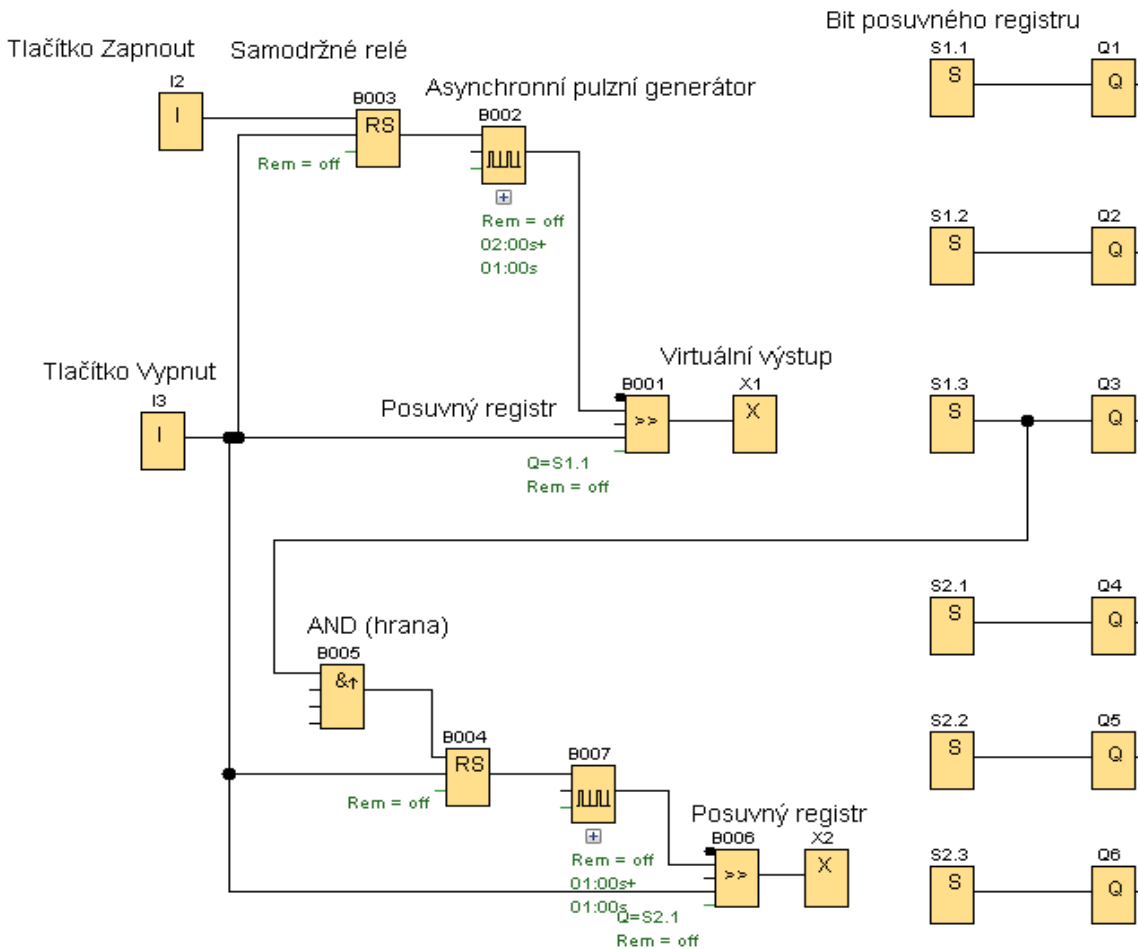 Bit posuvného registru
Tlačítko Zapnout
Samodržné relé
S1.1
Q1
S
Q
I2
I
Asynchronní pulzní generátor
B003
RS
B002
Rem = off
Rem = off
02:00s+
01:00s
S1.2
Q2
S
Q
Tlačítko Vypnut
Virtuální výstup
I3
I
Posuvný registr
B001
>>
X1
X
S1.3
Q3
S
Q
Q=S1.1
Rem = off
S2.1
Q4
S
Q
AND (hrana)
B005
&↑
B004
RS
B007
Rem = off
S2.2
Q5
S
Q
Posuvný registr
B006
>>
X2
X
S2.3
Q6
S
Q
Rem = off
01:00s+
01:00s
Q=S2.1
Rem = off